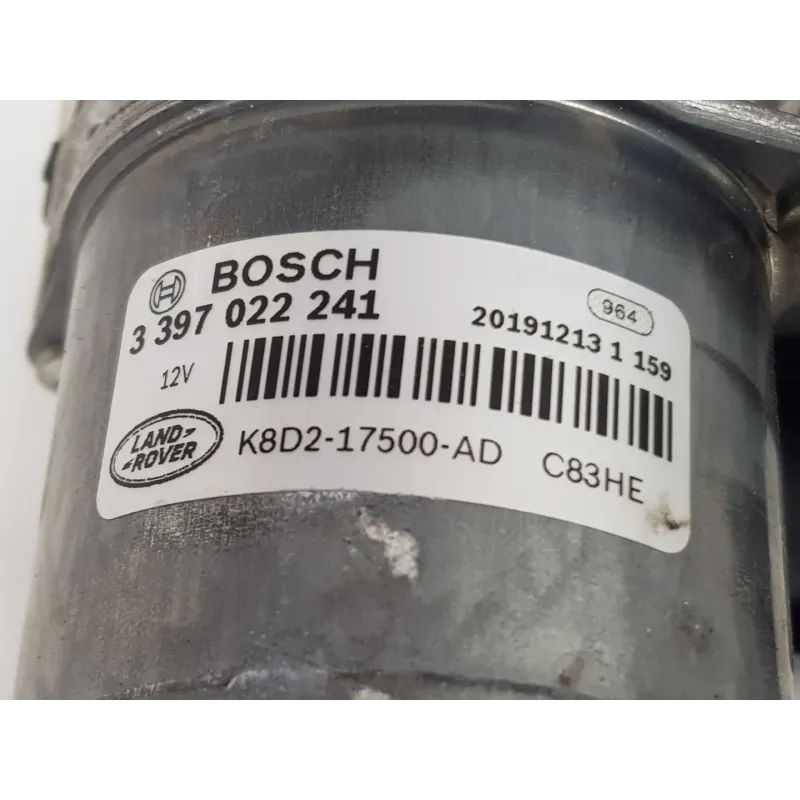 BOSCH
964
3 397 022 241
20191213 1 159
12V
LAND
ROVER
K8D2-17500-AD C83HE